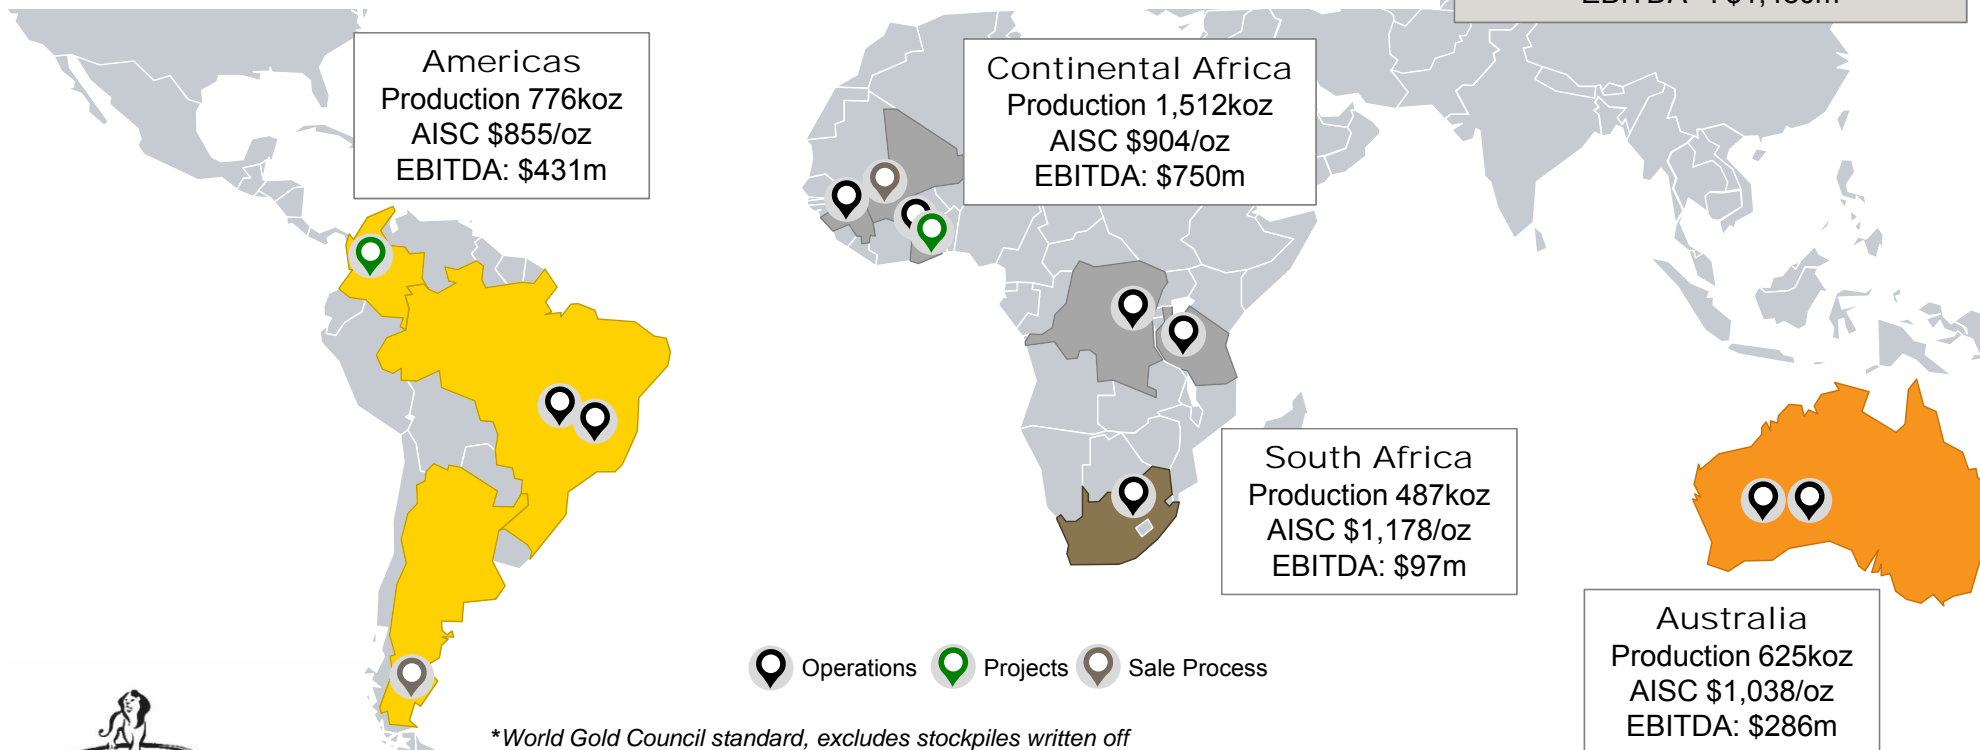 Americas
Production 776koz
AISC $855/oz
EBITDA: $431m
Continental Africa
Production 1,512koz
AISC $904/oz
EBITDA: $750m
South Africa
Production 487koz
AISC $1,178/oz
EBITDA: $97m
Australia
Production 625koz
AISC $1,038/oz
EBITDA: $286m
Operations
Projects
Sale Process
*World Gold Council standard, excludes stockpiles written off